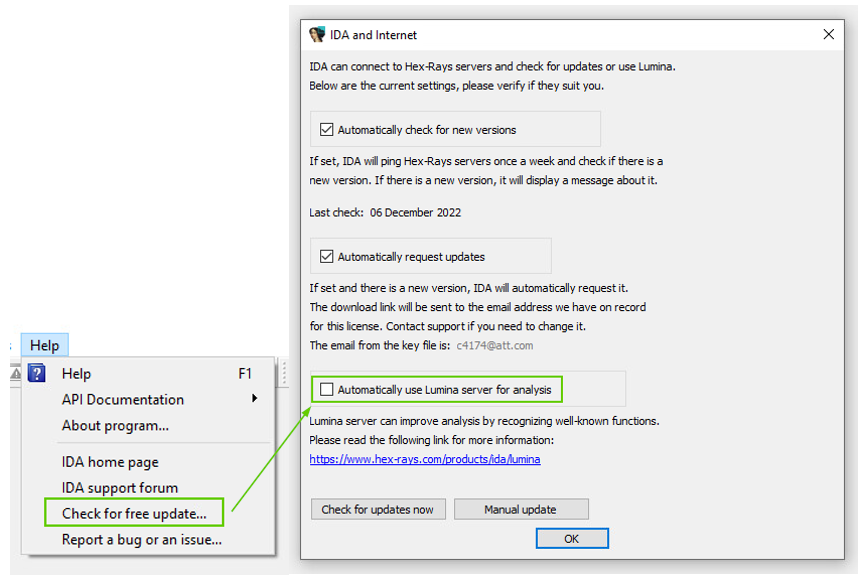 Help
Help F1
API Documentation
About program...
IDA home page
IDA support forum
Check for free update...
Report a bug or an issue...
IDA and Internet
IDA can connect to Hex-Rays servers and check for updates or use Lumina.
Below are the current settings, please verify if they suit you.
Automatically check for new versions
If set, IDA will ping Hex-Rays servers once a week and check if there is a
new version. If there is a new version, it will display a message about it.
Last check: 06 December 2022
Automatically request updates
If set and there is a new version, IDA will automatically request it.
The download link will be sent to the email address we have on record
for this license. Contact support if you need to change it.
The email from the key file is: c4174@att.com
Automatically use Lumina server for analysis
Lumina server can improve analysis by recognizing well-known functions.
Please read the following link for more information:
https://www.hex-rays.com/products/ida/lumina
Check for updates now Manual update
OK